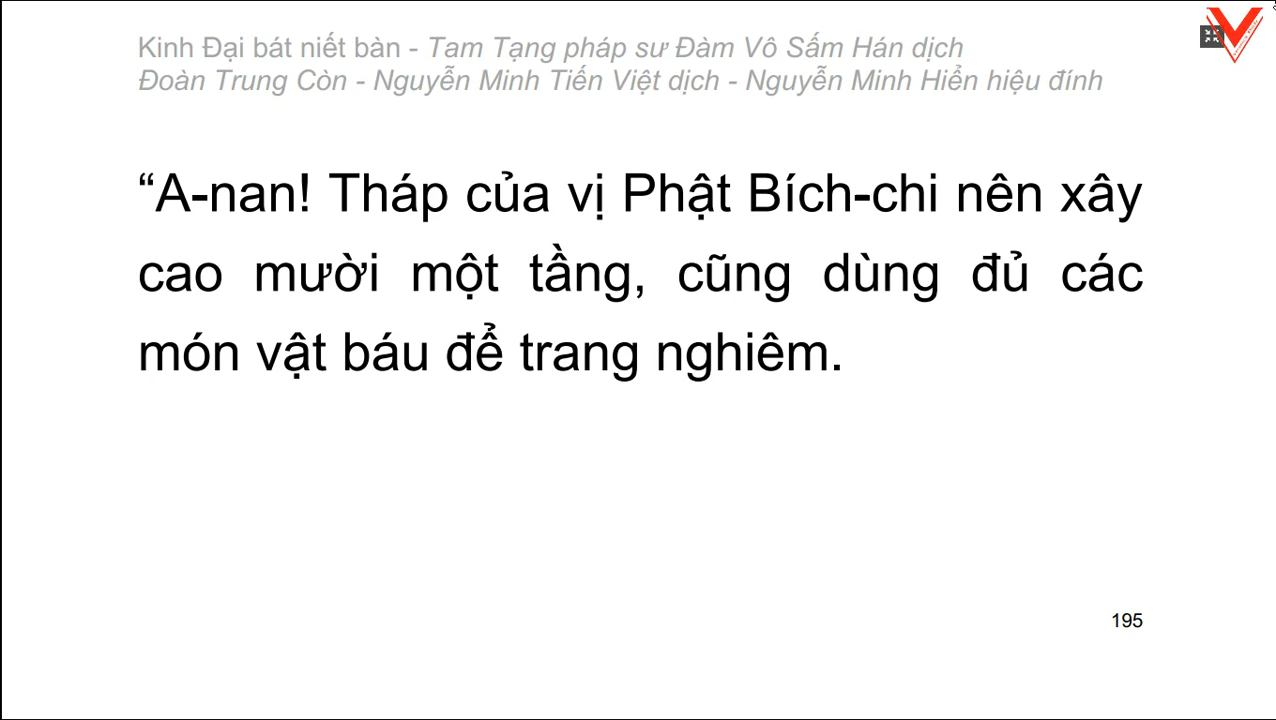 Kinh Đại bát niết bàn - Tam Tạng pháp sư Đàm Vô Sấm Hán dịch
Đoàn Trung Còn - Nguyễn Minh Tiến Việt dịch - Nguyễn Minh Hiển hiệu đính
“A-nan! Tháp của vị Phật Bích-chi nên xây
cao mười một tầng, cũng dùng đủ các
món vật báu để trang nghiêm.
195